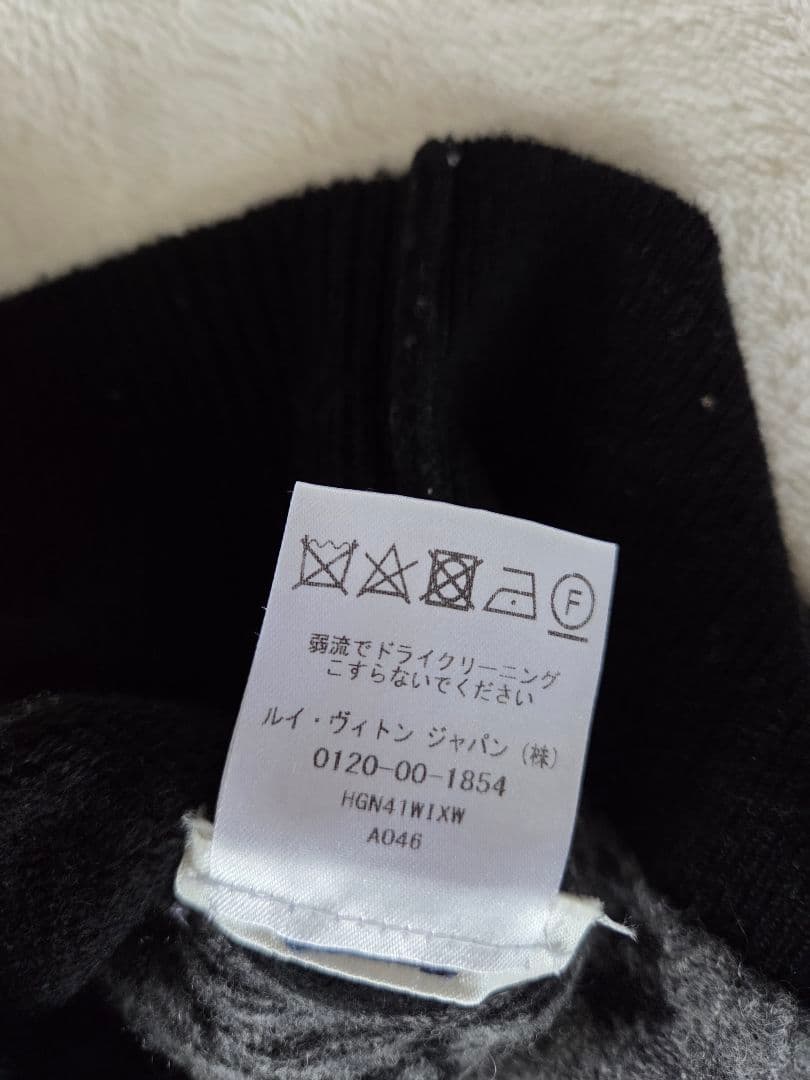 F
弱流でドライクリーニング
こすらないでください
ルイ・ヴィトン ジャパン(株)
0120-00-1854
HGN41WIXW
A046